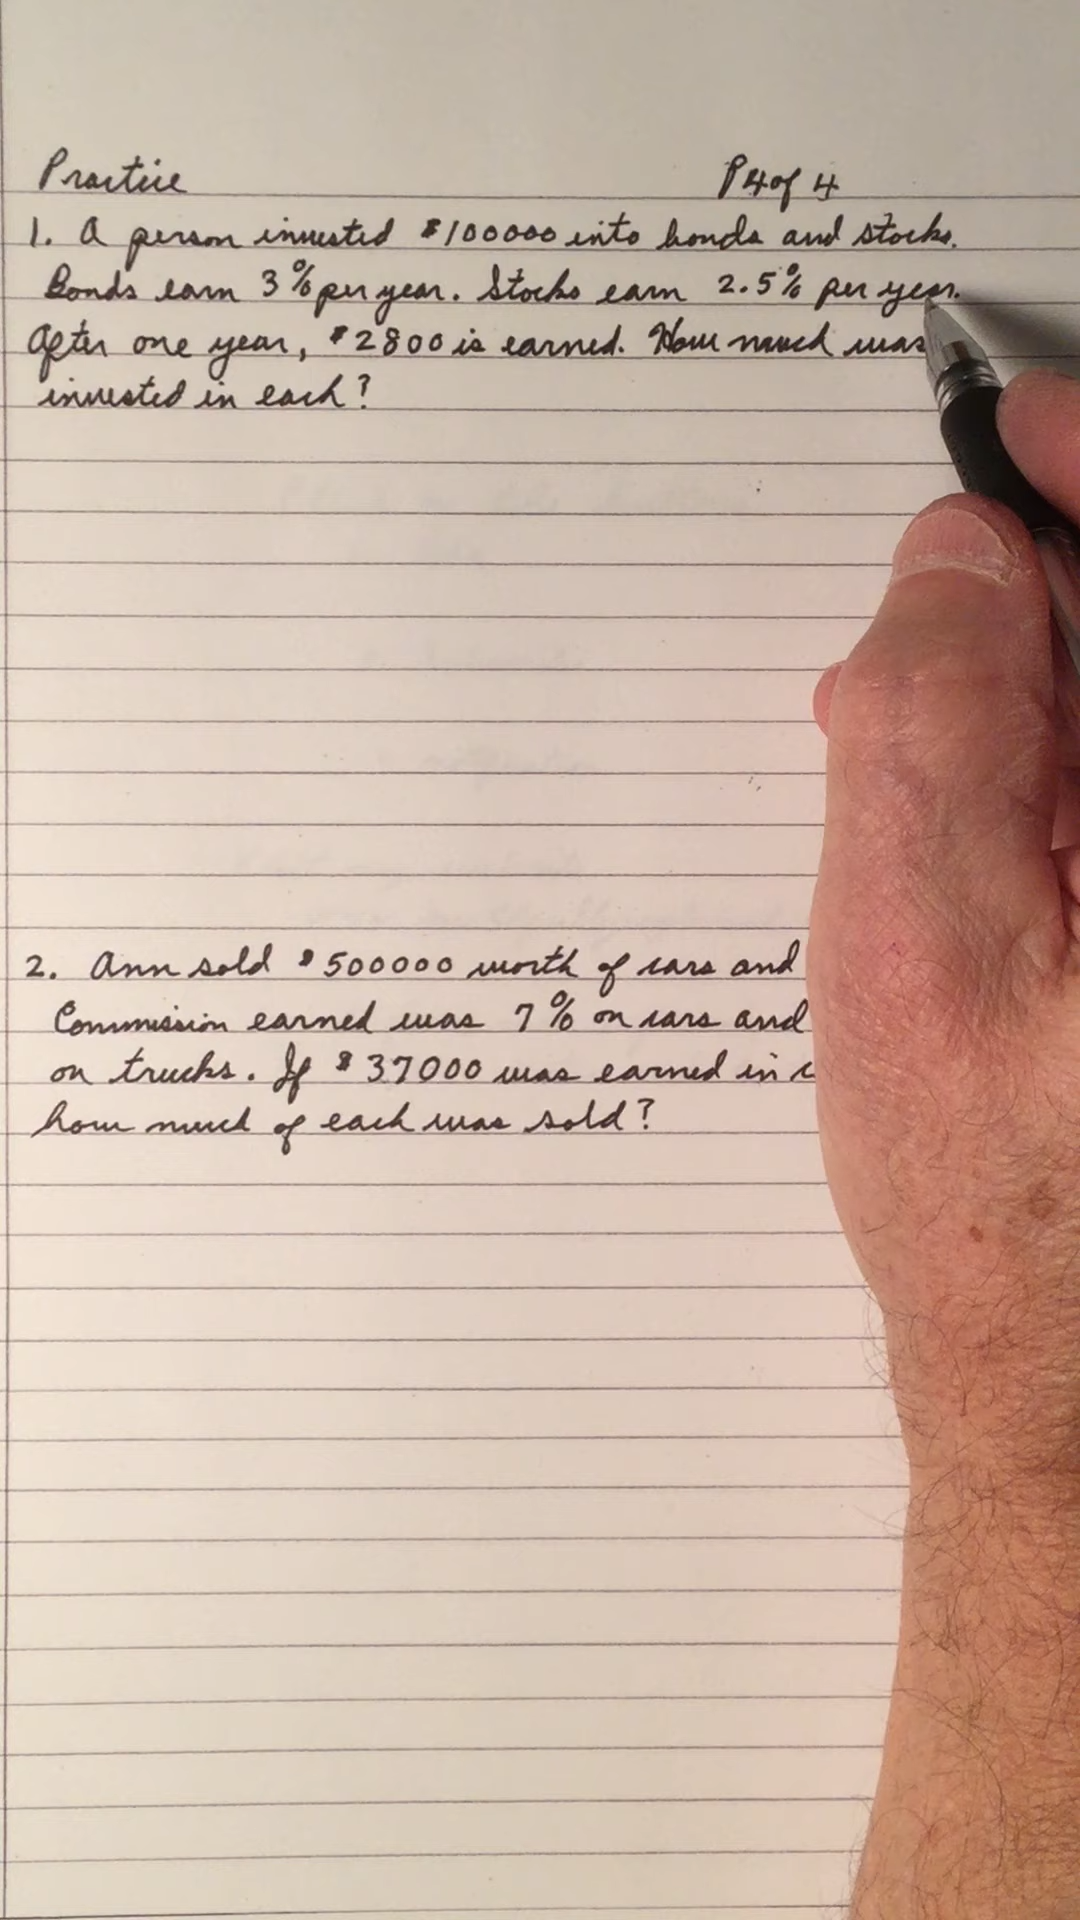 Practice P4 of 4
1. A person invested $100000 into bonds and stocks.
Bonds earn 3% per year. Stocks earn 2.5% per year.
After one year, $2800 is earned. How much was
invested in each?
2. Ann sold $500000 worth of cars and
Commission earned was 7% on cars and
on trucks. If $37000 was earned in c
how much of each was sold?